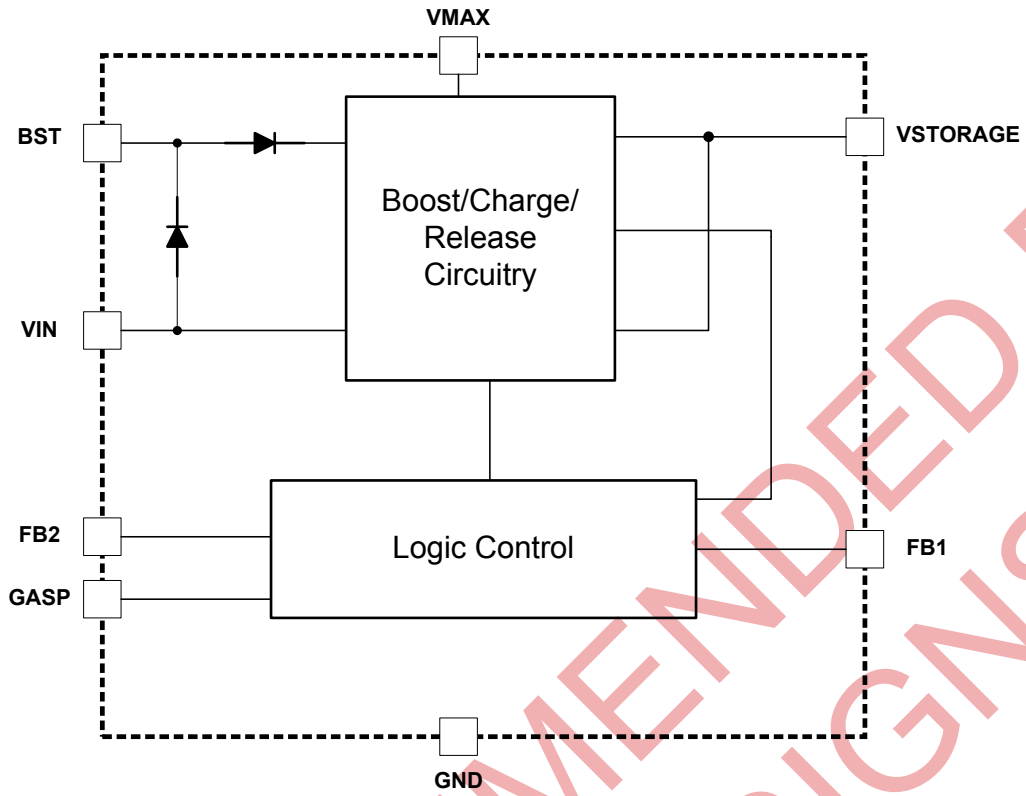 VMAX
BST
VSTORAGE
Boost/Charge/
Release
Circuitry
VIN
FB2
Logic Control
FB1
GASP
GND